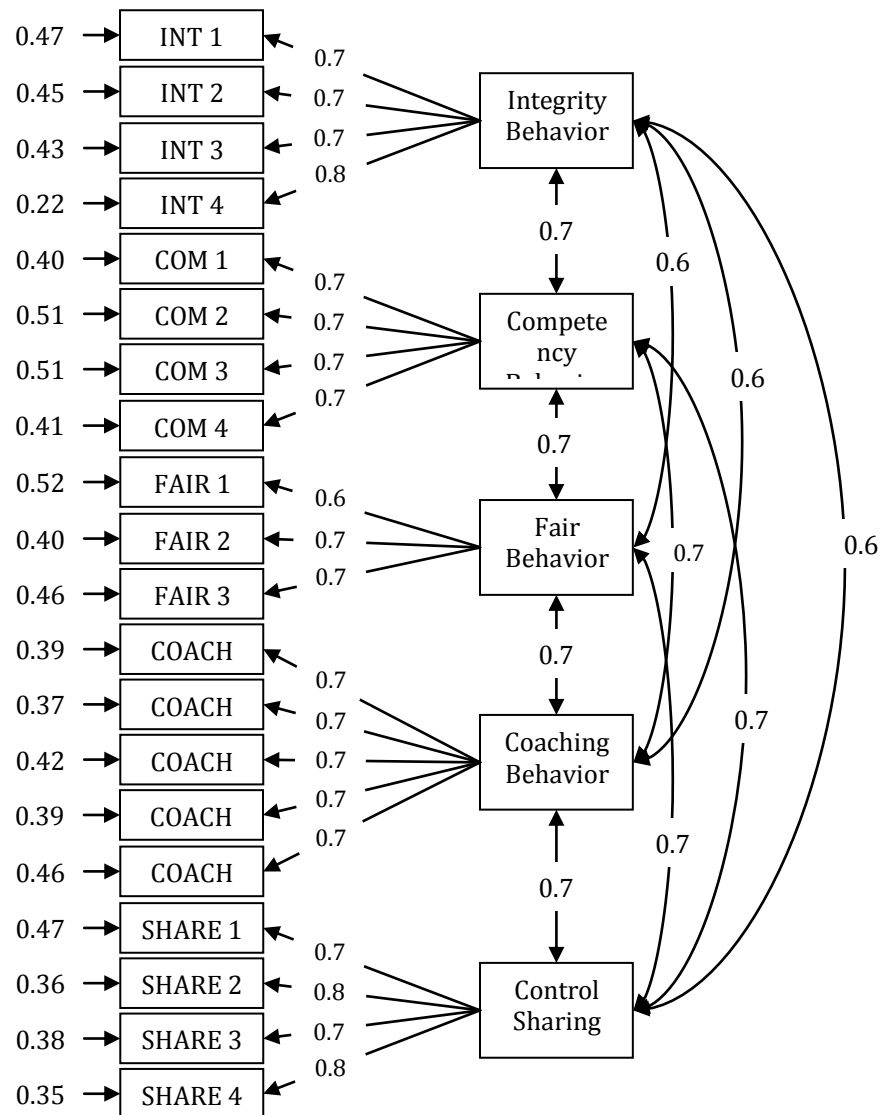 0.47 INT 1
0.7
0.45 INT 2
0.7
Integrity
Behavior
0.43 INT 3
0.7
0.8
0.22 INT 4
0.7
0.6
0.40 COM 1
0.7
0.51 COM 2
0.7
Compete
ncy
0.51 COM 3
0.7
0.6
0.7
0.41 COM 4
0.7
0.52 FAIR 1
0.6
0.40 FAIR 2
0.7
Fair
Behavior
0.7
0.6
0.7
0.46 FAIR 3
0.39 COACH
0.7
0.7
0.37 COACH
0.7
0.7
0.42 COACH
0.7
Coaching
Behavior
0.39 COACH
0.7
0.7
0.7
0.46 COACH
0.7
0.47 SHARE 1
0.7
0.36 SHARE 2
0.8
Control
Sharing
0.38 SHARE 3
0.7
0.8
0.35 SHARE 4